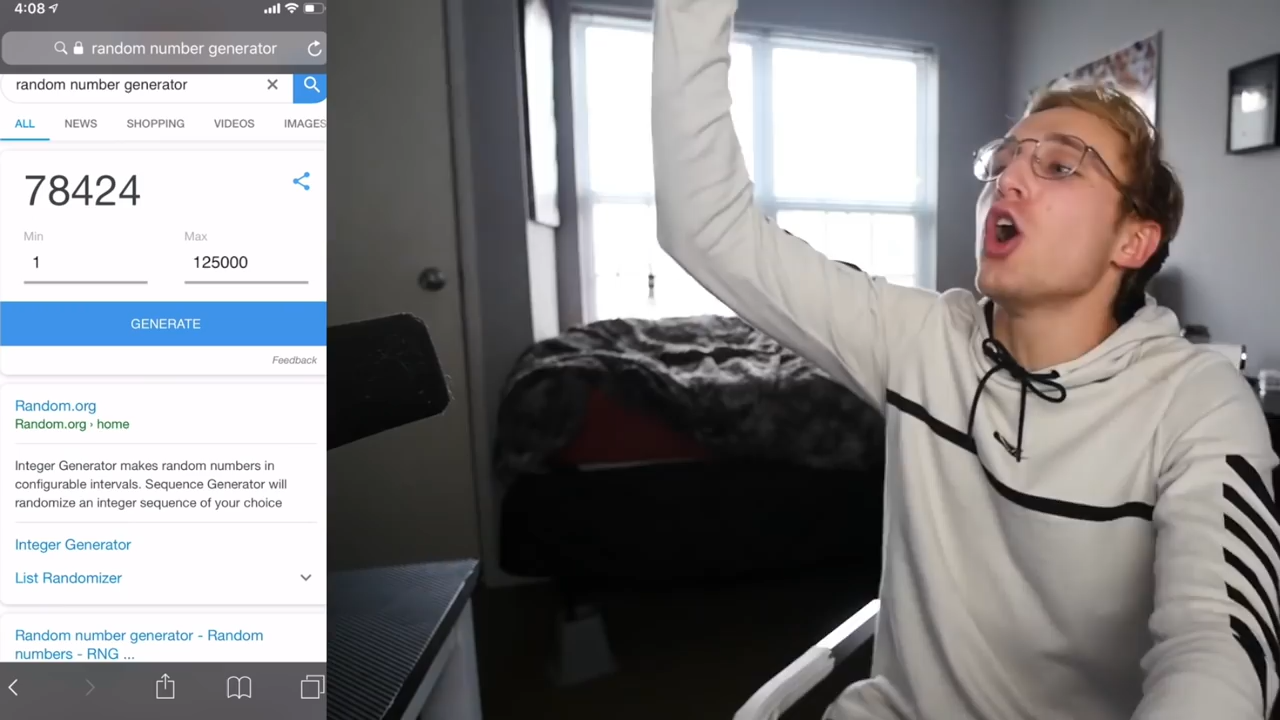 4:08
random number generator
random number generator
ALL NEWS SHOPPING VIDEOS IMAGES
78424
Min Max
1 125000
GENERATE
Feedback
Random.org
Random.org › home
Integer Generator makes random numbers in
configurable intervals. Sequence Generator will
randomize an integer sequence of your choice
Integer Generator
List Randomizer
Random number generator - Random
numbers - RNG ...